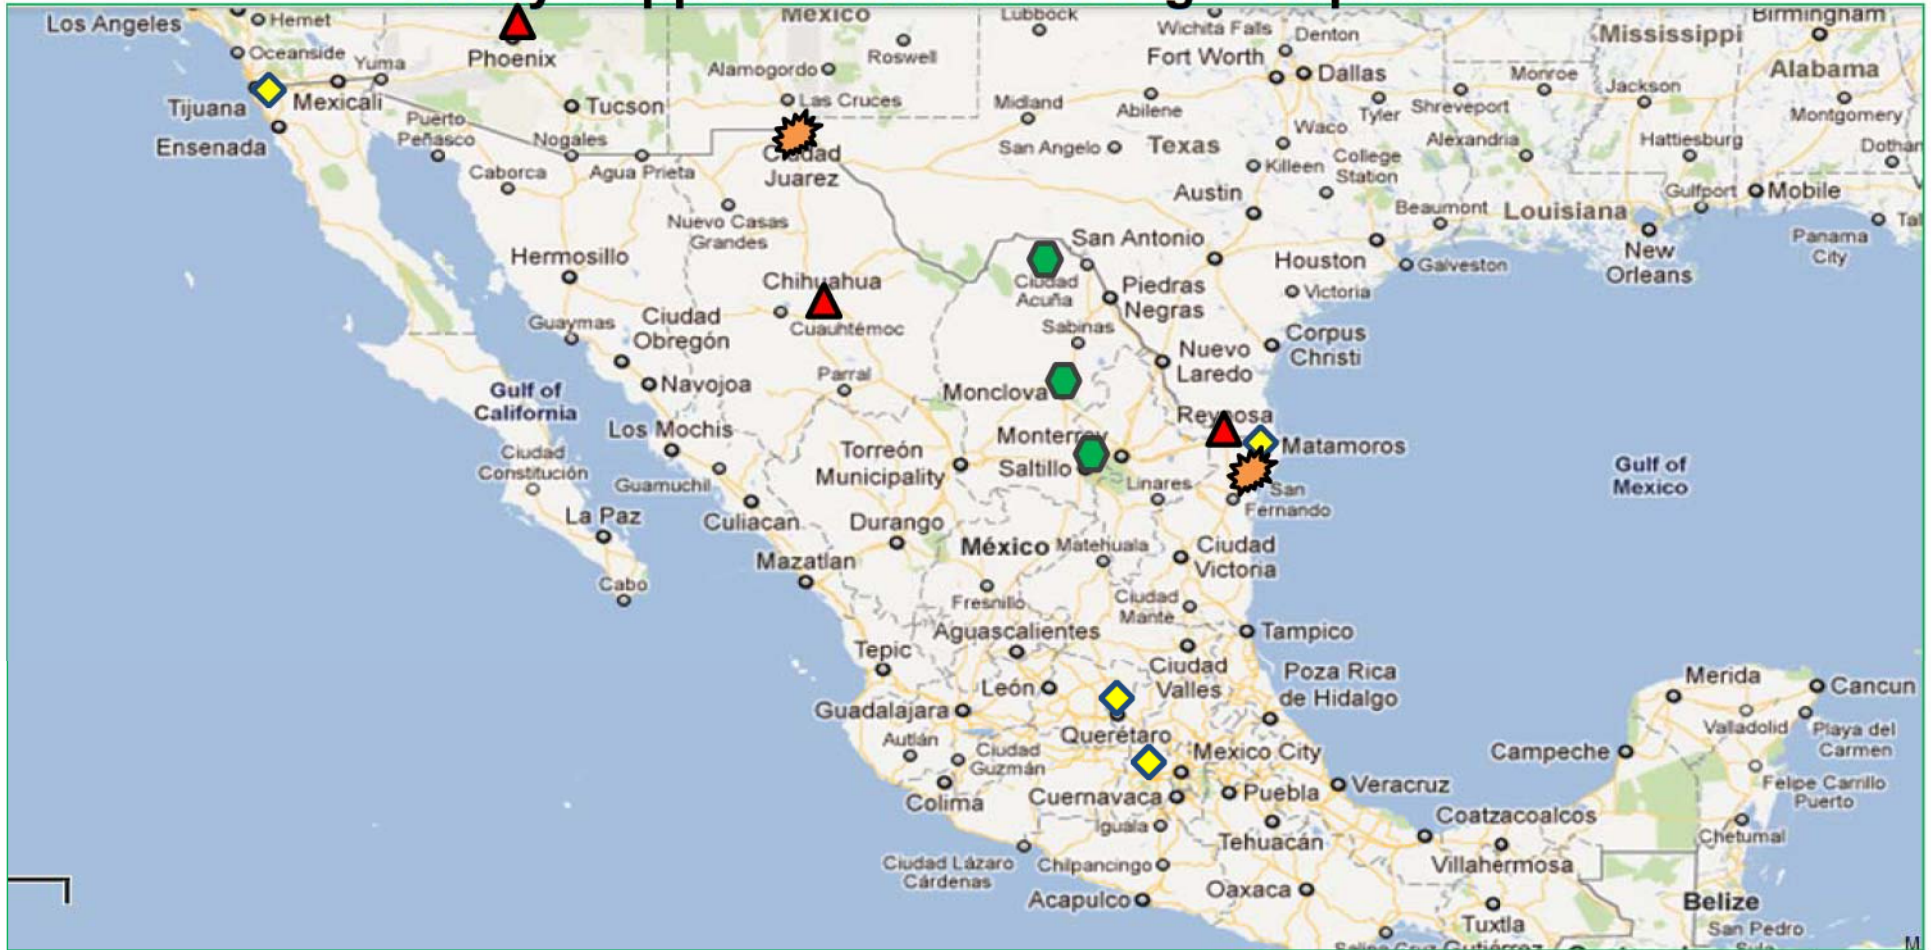 Los Angeles
Hemet
Phoenix
Mexico
Roswell
Lubbock
Wichita Falls
Denton
Mississippi
Birmingham
Oceanside
Yuma
Alamogordo
Fort Worth
Dallas
Monroe
Alabama
Tijuana
Mexicali
Tucson
Las Cruces
Midland
Abilene
Tyler
Shreveport
Jackson
Montgomery
Ensenada
Puerto
Peñasco
Nogales
San Angelo
Texas
Waco
Alexandria
Hattiesburg
Dothan
Caborca
Agua Prieta
Ciudad
Juarez
Killeen
College
Station
Austin
Gulfport
Mobile
Nuevo Casas
Grandes
Beaumont
Louisiana
Tal
Hermosillo
San Antonio
Houston
Galveston
New
Orleans
Panama
City
Chihuahua
Ciudad
Acuña
Piedras
Negras
Victoria
Guaymas
Ciudad
Obregón
Cuauhtémoc
Sabinas
Corpus
Christi
Nuevo
Laredo
Navojoa
Parral
Monclova
Gulf of
California
Reynosa
Los Mochis
Monterrey
Matamoros
Ciudad
Constitución
Guamuchil
Torreón
Municipality
Saltillo
Linares
San
Fernando
Gulf of
Mexico
La Paz
Culiacan
Durango
México
Matehuala
Ciudad
Victoria
Mazatlan
Cabo
Fresnillo
Ciudad
Mante
Aguascalientes
Tampico
Tepic
Ciudad
Valles
Poza Rica
de Hidalgo
León
Merida
Cancun
Guadalajara
Querétaro
Valladolid
Playa del
Carmen
Autlán
Ciudad
Guzmán
Mexico City
Campeche
Colima
Cuernavaca
Puebla
Veracruz
Felipe Carrillo
Puerto
Iguala
Coatzacoalcos
Tehuacán
Chetumal
Ciudad Lázaro
Cárdenas
Chilpancingo
Villahermosa
Acapulco
Oaxaca
Belize
Tuxtla
Gutiérrez
San Pedro